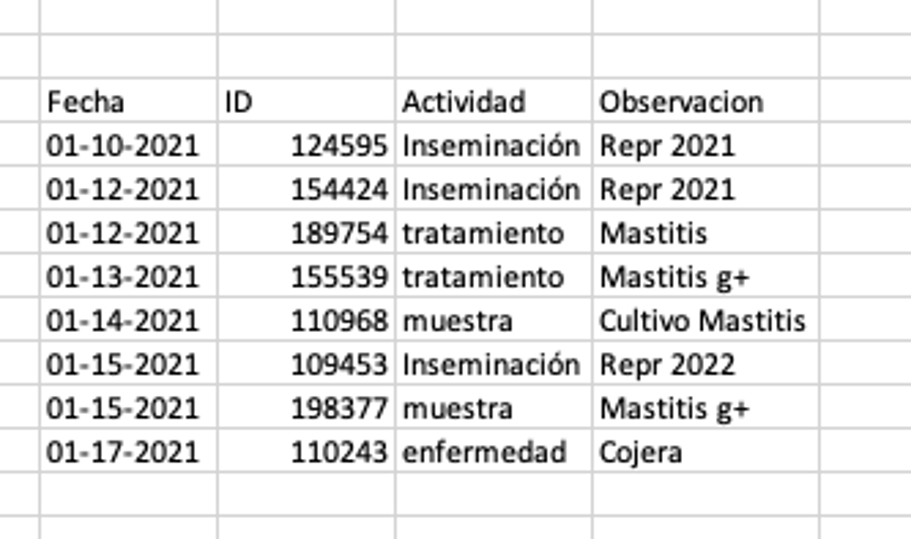 Fecha ID Actividad Observacion
01-10-2021 124595 Inseminación Repr 2021
01-12-2021 154424 Inseminación Repr 2021
01-12-2021 189754 tratamiento Mastitis
01-13-2021 155539 tratamiento Mastitis g+
01-14-2021 110968 muestra Cultivo Mastitis
01-15-2021 109453 Inseminación Repr 2022
01-15-2021 198377 muestra Mastitis g+
01-17-2021 110243 enfermedad Cojera